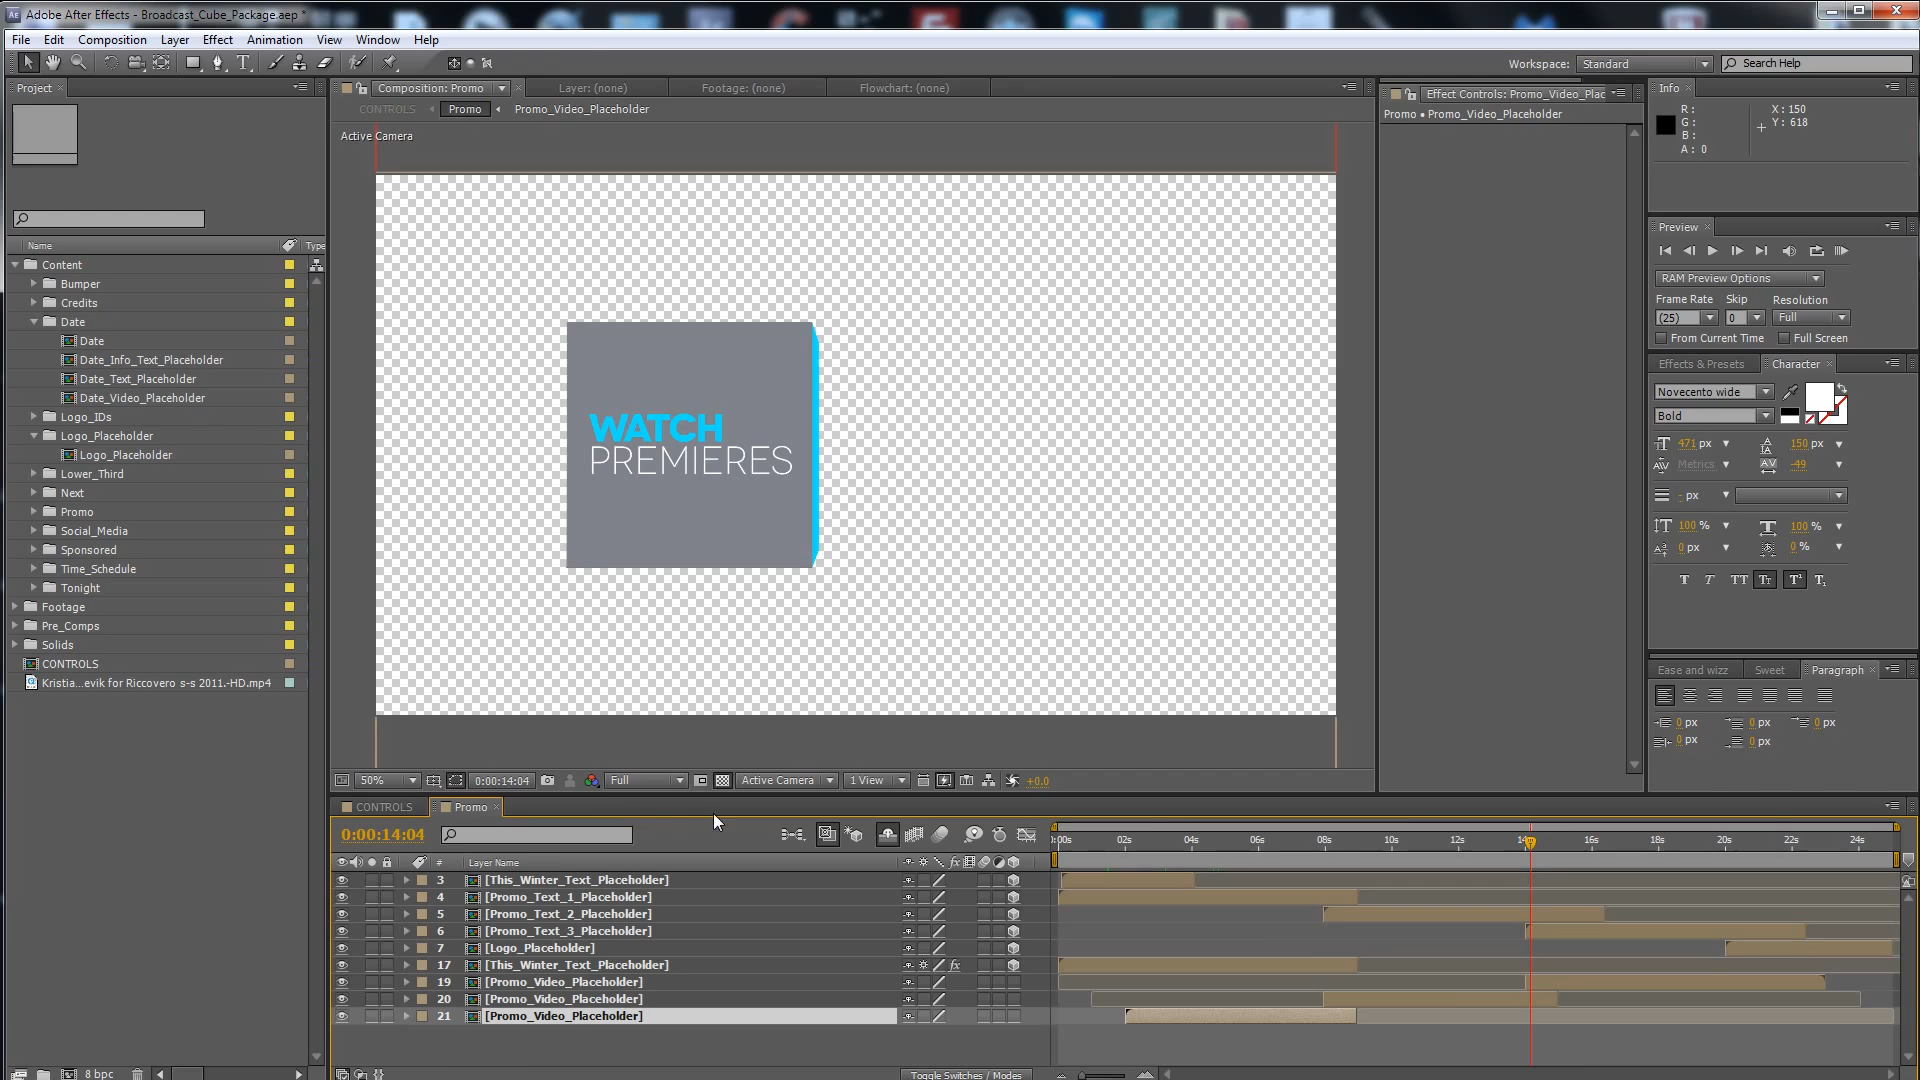 Adobe After Effects - Broadcast_Cube_Package.aep *
File Edit Composition Layer Effect Animation View Window Help
Workspace: Standard
Search Help
Project
Name Type
Content
Bumper
Credits
Date
Date
Date_Info_Text_Placeholder
Date_Text_Placeholder
Date_Video_Placeholder
Logo_IDs
Logo_Placeholder
Logo_Placeholder
Lower_Third
Next
Promo
Social_Media
Sponsored
Time_Schedule
Tonight
Footage
Pre_Comps
Solids
CONTROLS
Kristia...evik for Riccovero s-s 2011.-HD.mp4
8 bpc
Composition: Promo
Layer: (none)
Footage: (none)
Flowchart: (none)
CONTROLS Promo Promo_Video_Placeholder
Active Camera
WATCH
PREMIERES
50% 0:00:14:04 Full Active Camera 1 View +0.0
Effect Controls: Promo_Video_Plac
Promo • Promo_Video_Placeholder
Info
R:
G:
B:
A: 0
X: 150
Y: 618
Preview
RAM Preview Options
Frame Rate Skip Resolution
(25) 0 Full
From Current Time Full Screen
Effects & Presets Character
Novecento wide
Bold
471 px 150 px
Metrics -49
- px
100 % 100 %
0 px 0 %
Ease and wizz Sweet Paragraph
0 px 0 px 0 px
0 px 0 px
CONTROLS Promo
0:00:14:04
# Layer Name
:00s 02s 04s 06s 08s 10s 12s 14s 16s 18s 20s 22s 24s
3 [This_Winter_Text_Placeholder]
4 [Promo_Text_1_Placeholder]
5 [Promo_Text_2_Placeholder]
6 [Promo_Text_3_Placeholder]
7 [Logo_Placeholder]
17 [This_Winter_Text_Placeholder]
19 [Promo_Video_Placeholder]
20 [Promo_Video_Placeholder]
21 [Promo_Video_Placeholder]
Toggle Switches / Modes